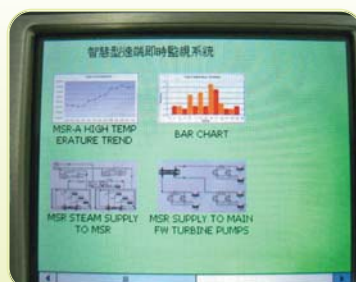 智慧型遠端即時監視系統
MSR-A HIGH TEMP
ERATURE TREND
BAR CHART
MSR STEAM SUPPLY
TO MSR
MSR SUPPLY TO MAIN
FW TURBINE PUMPS